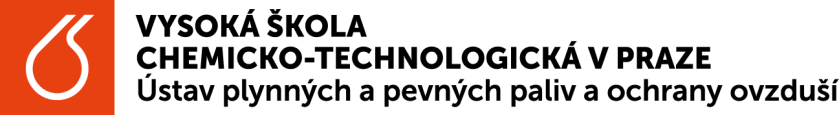 VYSOKÁ ŠKOLA
CHEMICKO-TECHNOLOGICKÁ V PRAZE
Ústav plynných a pevných paliv a ochrany ovzduší